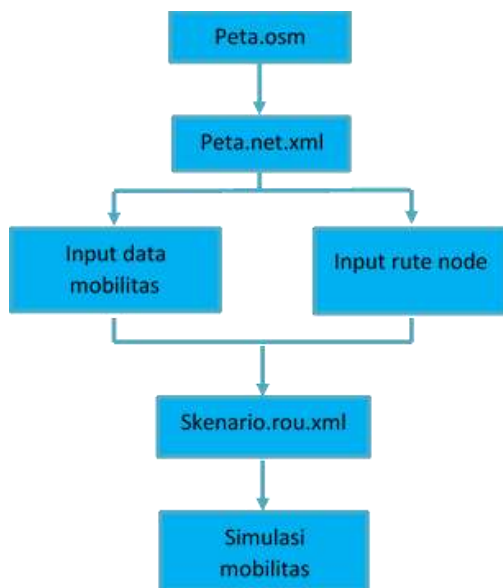 Peta.osm
Peta.net.xml
Input data
mobilitas
Input rute node
Skenario.rou.xml
Simulasi
mobilitas